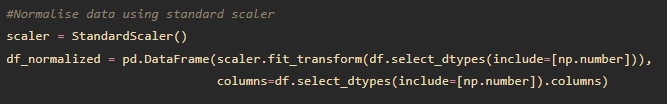 #Normalise data using standard scaler
scaler = StandardScaler()
df_normalized = pd.DataFrame(scaler.fit_transform(df.select_dtypes(include=[np.number])),
                             columns=df.select_dtypes(include=[np.number]).columns)